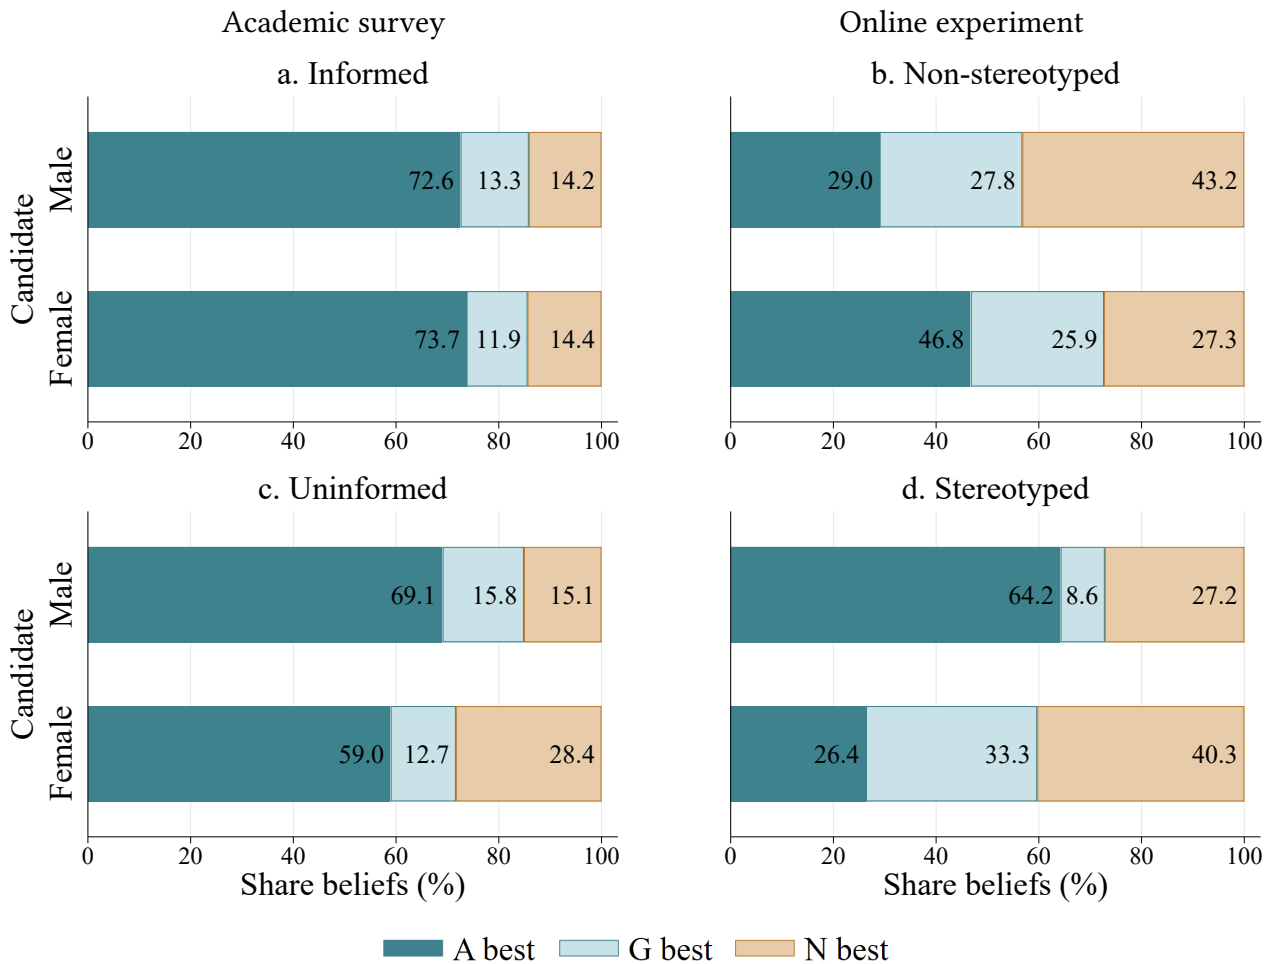 Academic survey
Online experiment
a. Informed
b. Non-stereotyped
Candidate
Male
72.6 13.3 14.2
Female
73.7 11.9 14.4
0 20 40 60 80 100
29.0 27.8 43.2
46.8 25.9 27.3
0 20 40 60 80 100
c. Uninformed
d. Stereotyped
Candidate
Male
69.1 15.8 15.1
Female
59.0 12.7 28.4
0 20 40 60 80 100
Share beliefs (%)
64.2 8.6 27.2
26.4 33.3 40.3
0 20 40 60 80 100
Share beliefs (%)
A best G best N best